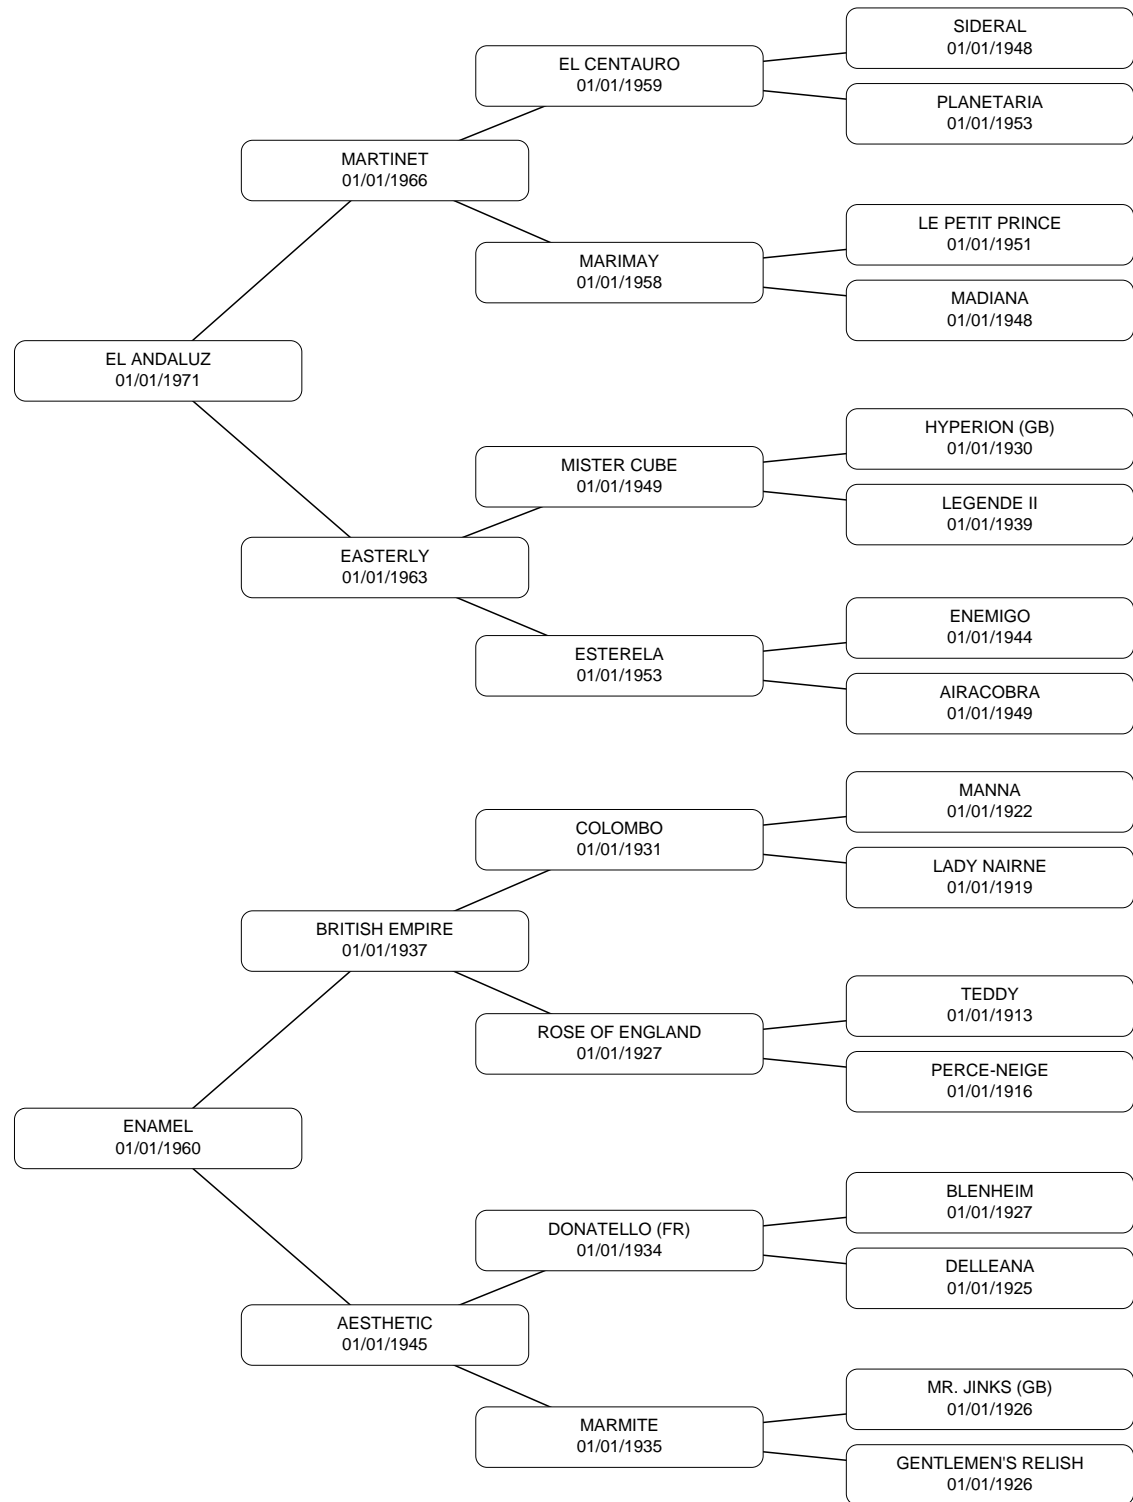 SIDERAL
01/01/1948
EL CENTAURO
01/01/1959
PLANETARIA
01/01/1953
MARTINET
01/01/1966
LE PETIT PRINCE
01/01/1951
MARIMAY
01/01/1958
MADIANA
01/01/1948
EL ANDALUZ
01/01/1971
HYPERION (GB)
01/01/1930
MISTER CUBE
01/01/1949
LEGENDE II
01/01/1939
EASTERLY
01/01/1963
ENEMIGO
01/01/1944
ESTERELA
01/01/1953
AIRACOBRA
01/01/1949
MANNA
01/01/1922
COLOMBO
01/01/1931
LADY NAIRNE
01/01/1919
BRITISH EMPIRE
01/01/1937
TEDDY
01/01/1913
ROSE OF ENGLAND
01/01/1927
PERCE-NEIGE
01/01/1916
ENAMEL
01/01/1960
BLENHEIM
01/01/1927
DONATELLO (FR)
01/01/1934
DELLEANA
01/01/1925
AESTHETIC
01/01/1945
MR. JINKS (GB)
01/01/1926
MARMITE
01/01/1935
GENTLEMEN'S RELISH
01/01/1926